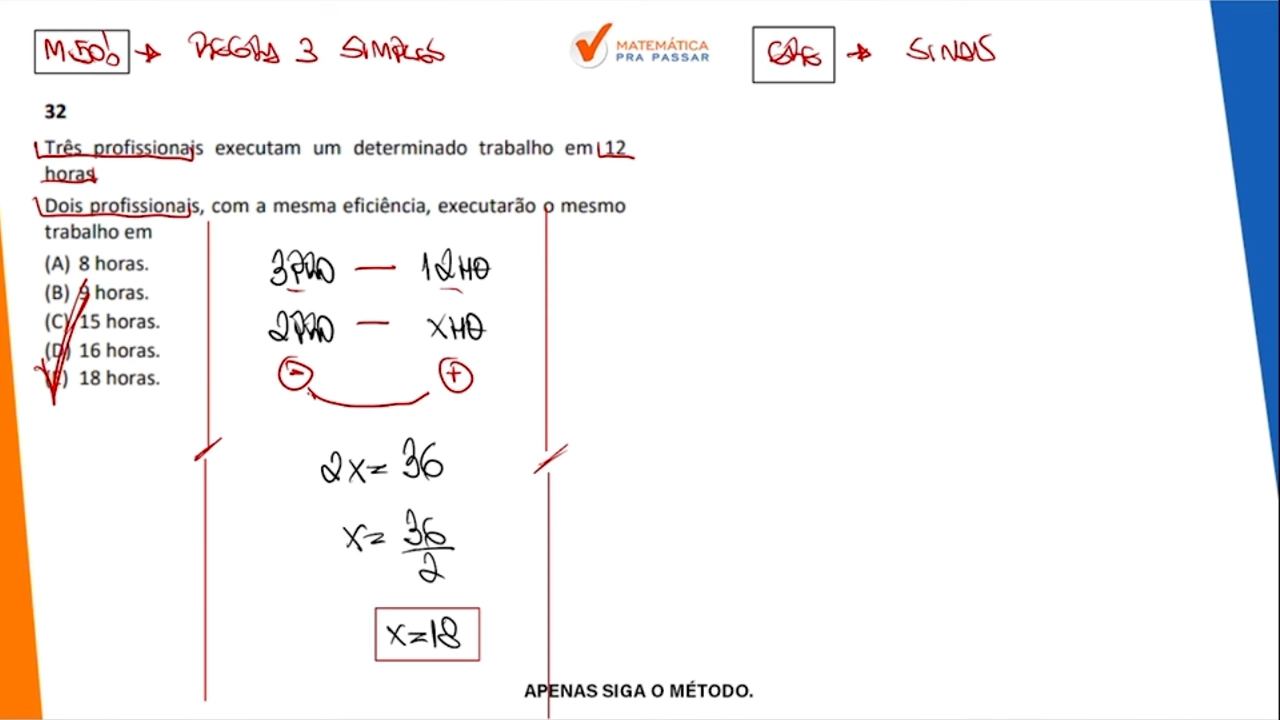 M.50% → REGRA 3 SIMPLES
MATEMÁTICA
PRA PASSAR
→ SINAIS
32
Três profissionais executam um determinado trabalho em 12
horas.
Dois profissionais, com a mesma eficiência, executarão o mesmo
trabalho em
(A) 8 horas.
(B) 9 horas.
(C) 15 horas.
(D) 16 horas.
(E) 18 horas.
3PRO — 12HO
2PRO — XHO
- +
2X = 36
X = 36/2
X=18
APENAS SIGA O MÉTODO.